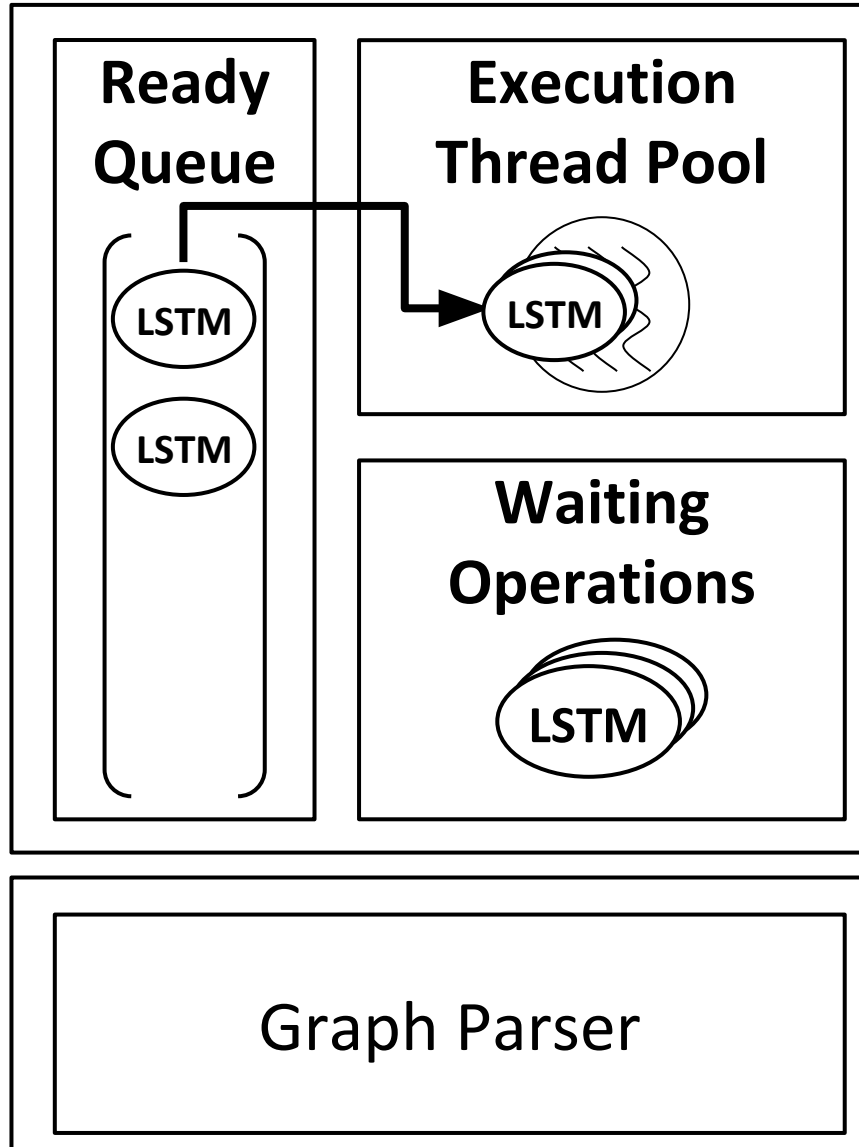 Ready
Queue
LSTM
LSTM
Execution
Thread Pool
LSTM
Waiting
Operations
LSTM
Graph Parser